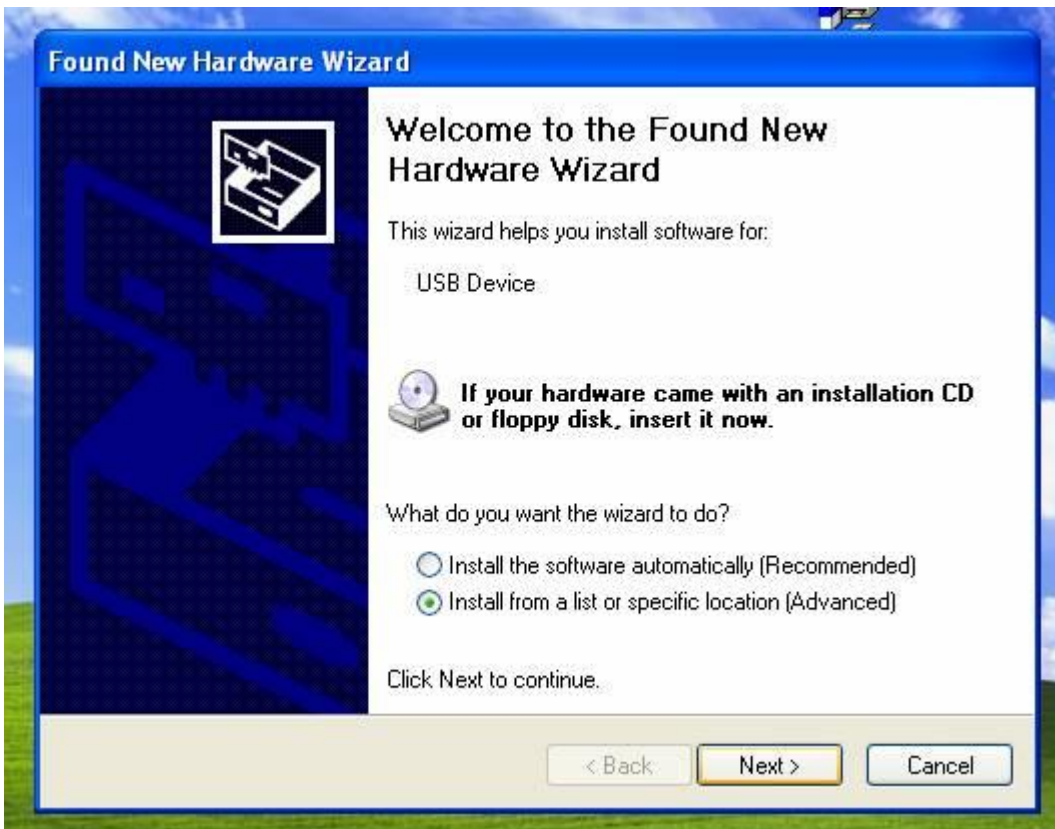 Found New Hardware Wizard
Welcome to the Found New
Hardware Wizard
This wizard helps you install software for:
USB Device
If your hardware came with an installation CD
or floppy disk, insert it now.
What do you want the wizard to do?
Install the software automatically (Recommended)
Install from a list or specific location (Advanced)
Click Next to continue.
< Back Next > Cancel